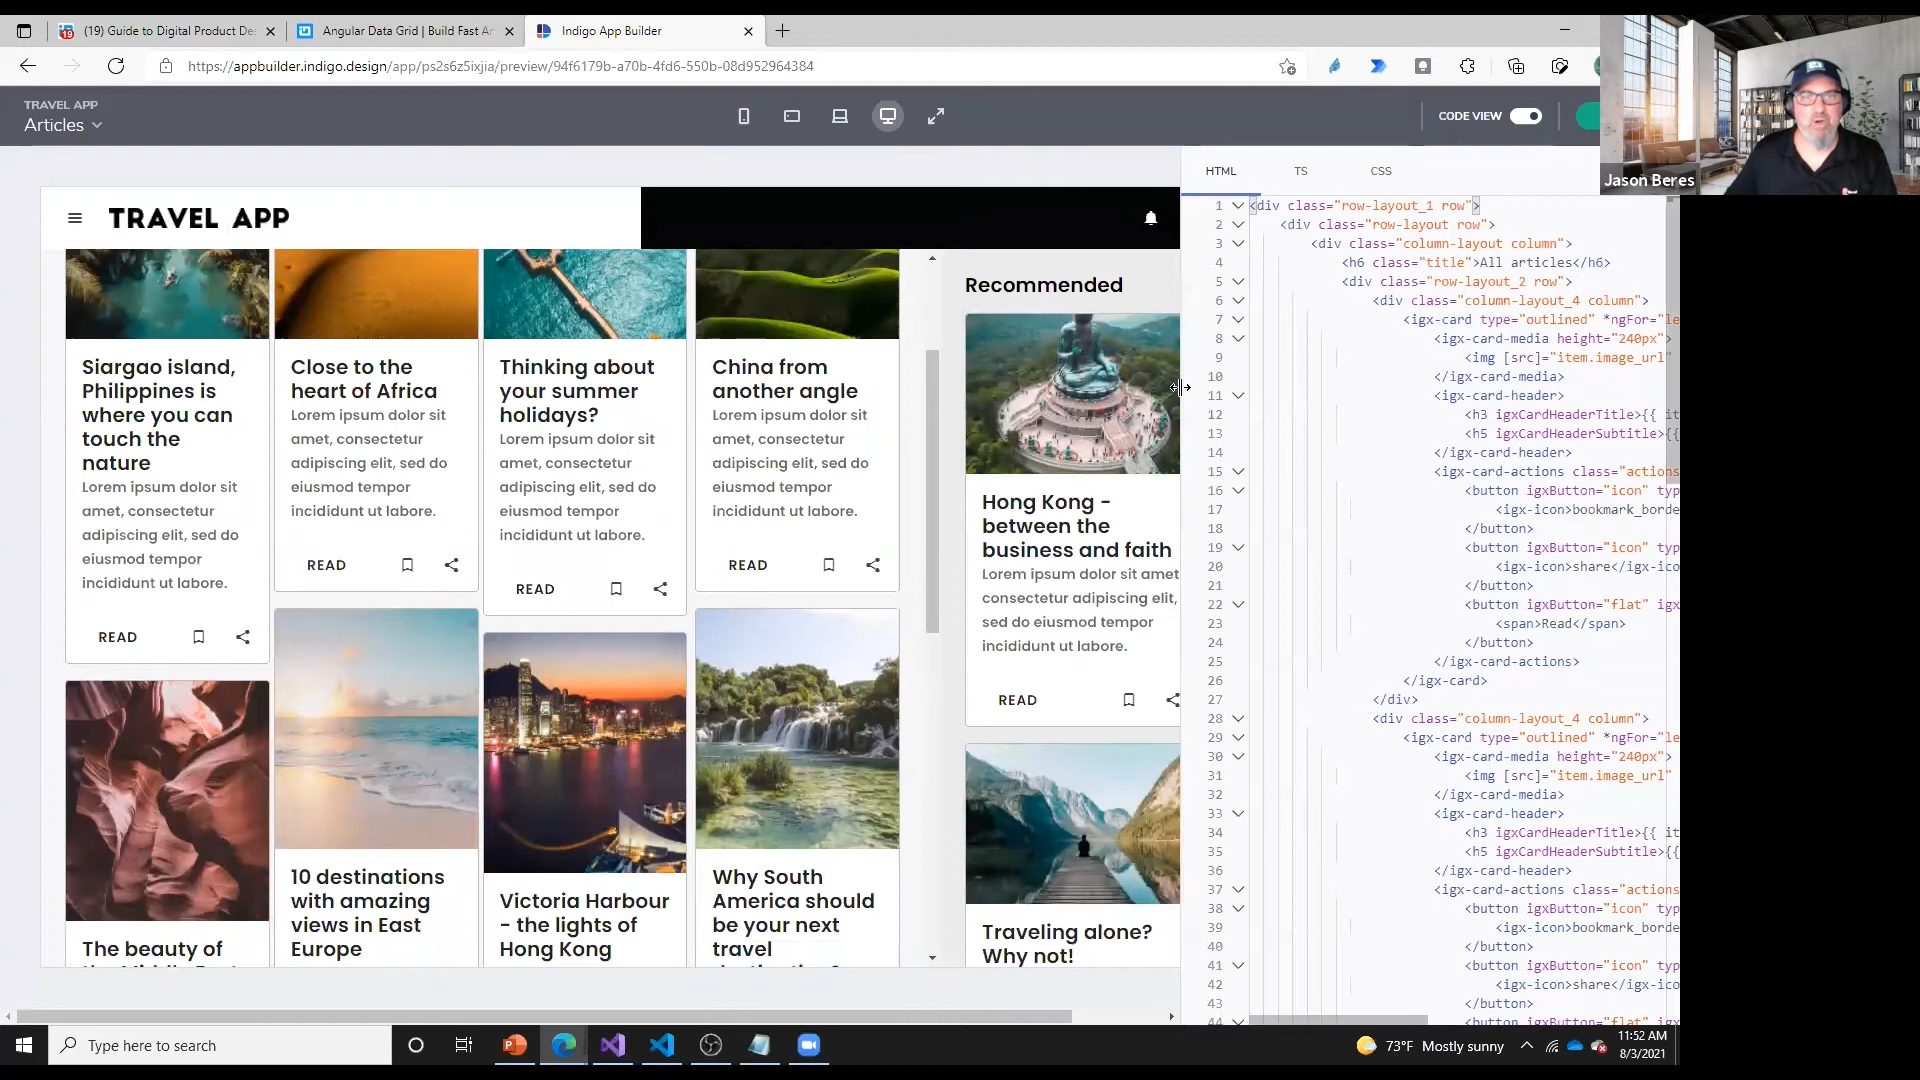 (19) Guide to Digital Product De
Angular Data Grid | Build Fast An
Indigo App Builder
https://appbuilder.indigo.design/app/ps2s6z5ixjia/preview/94f6179b-a70b-4fd6-550b-08d952964384
TRAVEL APP
Articles
CODE VIEW
Jason Beres
TRAVEL APP
Siargao island,
Philippines is
where you can
touch the
nature
Lorem ipsum dolor sit
amet, consectetur
adipiscing elit, sed do
eiusmod tempor
incididunt ut labore.
READ
The beauty of
Close to the
heart of Africa
Lorem ipsum dolor sit
amet, consectetur
adipiscing elit, sed do
eiusmod tempor
incididunt ut labore.
READ
10 destinations
with amazing
views in East
Europe
Thinking about
your summer
holidays?
Lorem ipsum dolor sit
amet, consectetur
adipiscing elit, sed do
eiusmod tempor
incididunt ut labore.
READ
Victoria Harbour
- the lights of
Hong Kong
China from
another angle
Lorem ipsum dolor sit
amet, consectetur
adipiscing elit, sed do
eiusmod tempor
incididunt ut labore.
READ
Why South
America should
be your next
travel
Recommended
Hong Kong -
between the
business and faith
Lorem ipsum dolor sit amet
consectetur adipiscing elit,
sed do eiusmod tempor
incididunt ut labore.
READ
Traveling alone?
Why not!
HTML TS CSS
1 <div class="row-layout_1 row">
2 <div class="row-layout row">
3 <div class="column-layout column">
4 <h6 class="title">All articles</h6>
5 <div class="row-layout_2 row">
6 <div class="column-layout_4 column">
7 <igx-card type="outlined" *ngFor="le
8 <igx-card-media height="240px">
9 <img [src]="item.image_url"
10 </igx-card-media>
11 <igx-card-header>
12 <h3 igxCardHeaderTitle>{{ it
13 <h5 igxCardHeaderSubtitle>{{
14 </igx-card-header>
15 <igx-card-actions class="actions
16 <button igxButton="icon" typ
17 <igx-icon>bookmark_borde
18 </button>
19 <button igxButton="icon" typ
20 <igx-icon>share</igx-ico
21 </button>
22 <button igxButton="flat" igx
23 <span>Read</span>
24 </button>
25 </igx-card-actions>
26 </igx-card>
27 </div>
28 <div class="column-layout_4 column">
29 <igx-card type="outlined" *ngFor="le
30 <igx-card-media height="240px">
31 <img [src]="item.image_url"
32 </igx-card-media>
33 <igx-card-header>
34 <h3 igxCardHeaderTitle>{{ it
35 <h5 igxCardHeaderSubtitle>{{
36 </igx-card-header>
37 <igx-card-actions class="actions
38 <button igxButton="icon" typ
39 <igx-icon>bookmark_borde
40 </button>
41 <button igxButton="icon" typ
42 <igx-icon>share</igx-ico
43 </button>
44 <button igxButton="flat" igx
Type here to search
73°F Mostly sunny
11:52 AM
8/3/2021